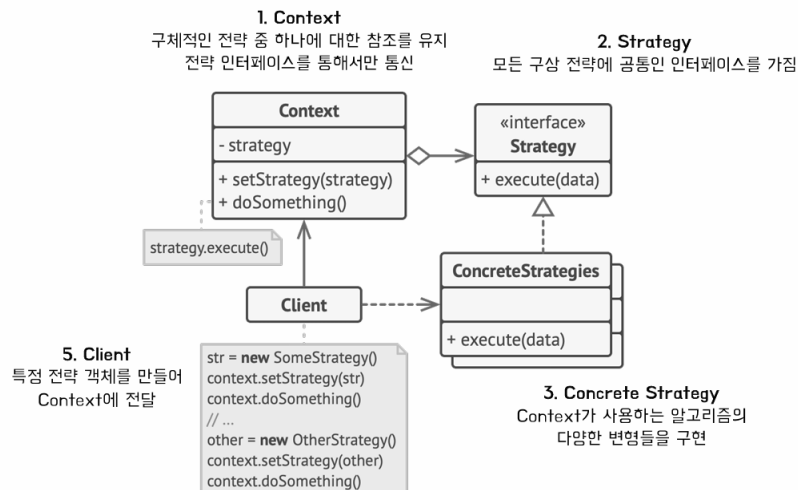 1. Context
구체적인 전략 중 하나에 대한 참조를 유지
전략 인터페이스를 통해서만 통신
2. Strategy
모든 구상 전략에 공통인 인터페이스를 가짐
Context
- strategy
+ setStrategy(strategy)
+ doSomething()
«interface»
Strategy
+ execute(data)
strategy.execute()
ConcreteStrategies
+ execute(data)
Client
5. Client
특정 전략 객체를 만들어
Context에 전달
str = new SomeStrategy()
context.setStrategy(str)
context.doSomething()
// ...
other = new OtherStrategy()
context.setStrategy(other)
context.doSomething()
3. Concrete Strategy
Context가 사용하는 알고리즘의
다양한 변형들을 구현